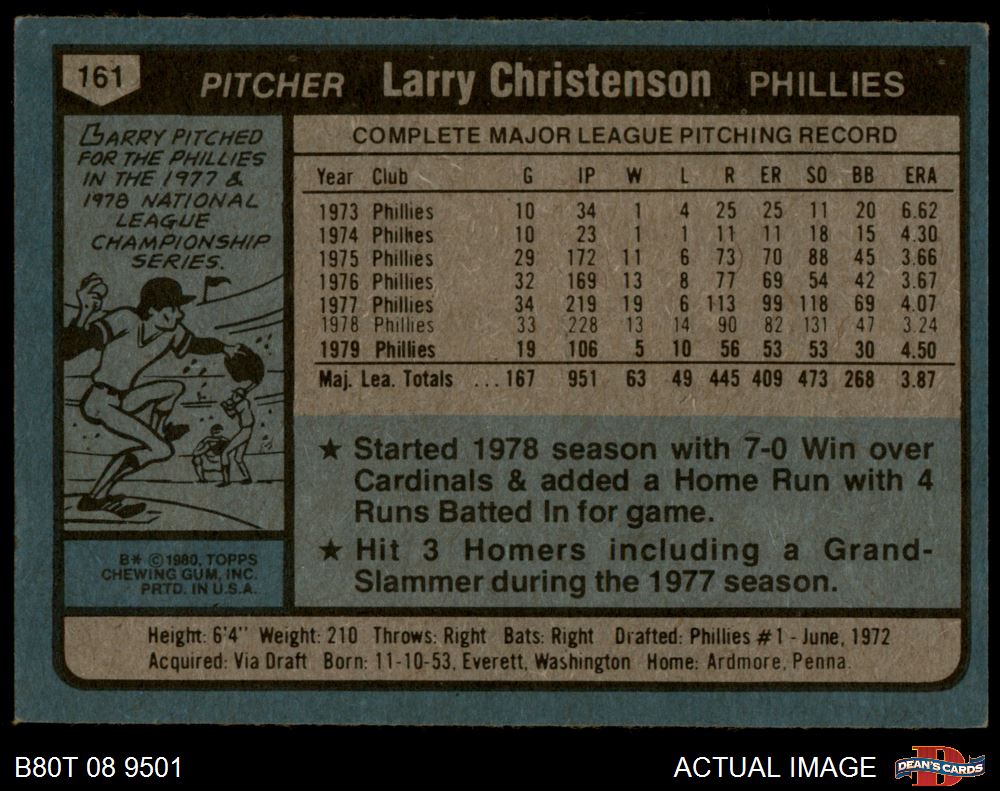 161
PITCHER Larry Christenson PHILLIES
LARRY PITCHED
FOR THE PHILLIES
IN THE 1977 &
1978 NATIONAL
LEAGUE
CHAMPIONSHIP
SERIES.
COMPLETE MAJOR LEAGUE PITCHING RECORD
Year Club G IP W L R ER SO BB ERA
1973 Phillies 10 34 1 4 25 25 11 20 6.62
1974 Phillies 10 23 1 1 11 11 18 15 4.30
1975 Phillies 29 172 11 6 73 70 88 45 3.66
1976 Phillies 32 169 13 8 77 69 54 42 3.67
1977 Phillies 34 219 19 6 113 99 118 69 4.07
1978 Phillies 33 228 13 14 90 82 131 47 3.24
1979 Phillies 19 106 5 10 56 53 53 30 4.50
Maj. Lea. Totals ...167 951 63 49 445 409 473 268 3.87
★ Started 1978 season with 7-0 Win over
Cardinals & added a Home Run with 4
Runs Batted In for game.
★ Hit 3 Homers including a Grand-
Slammer during the 1977 season.
B* © 1980, TOPPS
CHEWING GUM, INC.
PRTD. IN U.S.A.
Height: 6'4" Weight: 210 Throws: Right Bats: Right Drafted: Phillies #1 - June, 1972
Acquired: Via Draft Born: 11-10-53, Everett, Washington Home: Ardmore, Penna.
B80T 08 9501
ACTUAL IMAGE
DEAN'S CARDS